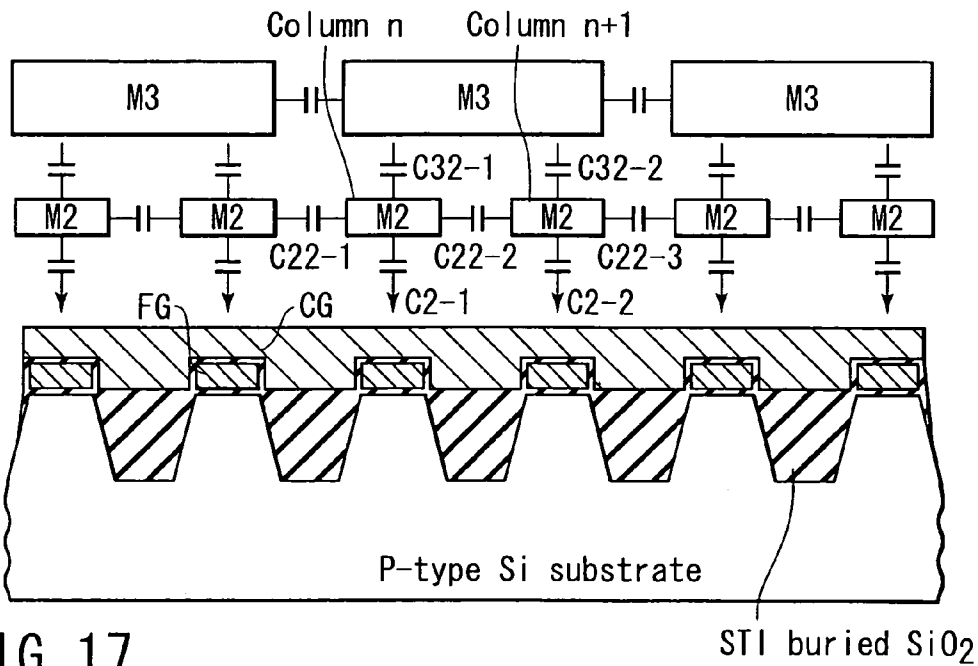 Column n Column n+1
M3 M3 M3
C32-1 C32-2
M2 M2 M2 M2 M2 M2
C22-1 C22-2 C22-3
C2-1 C2-2
FG CG
P-type Si substrate
STI buried SiO2
IG. 17